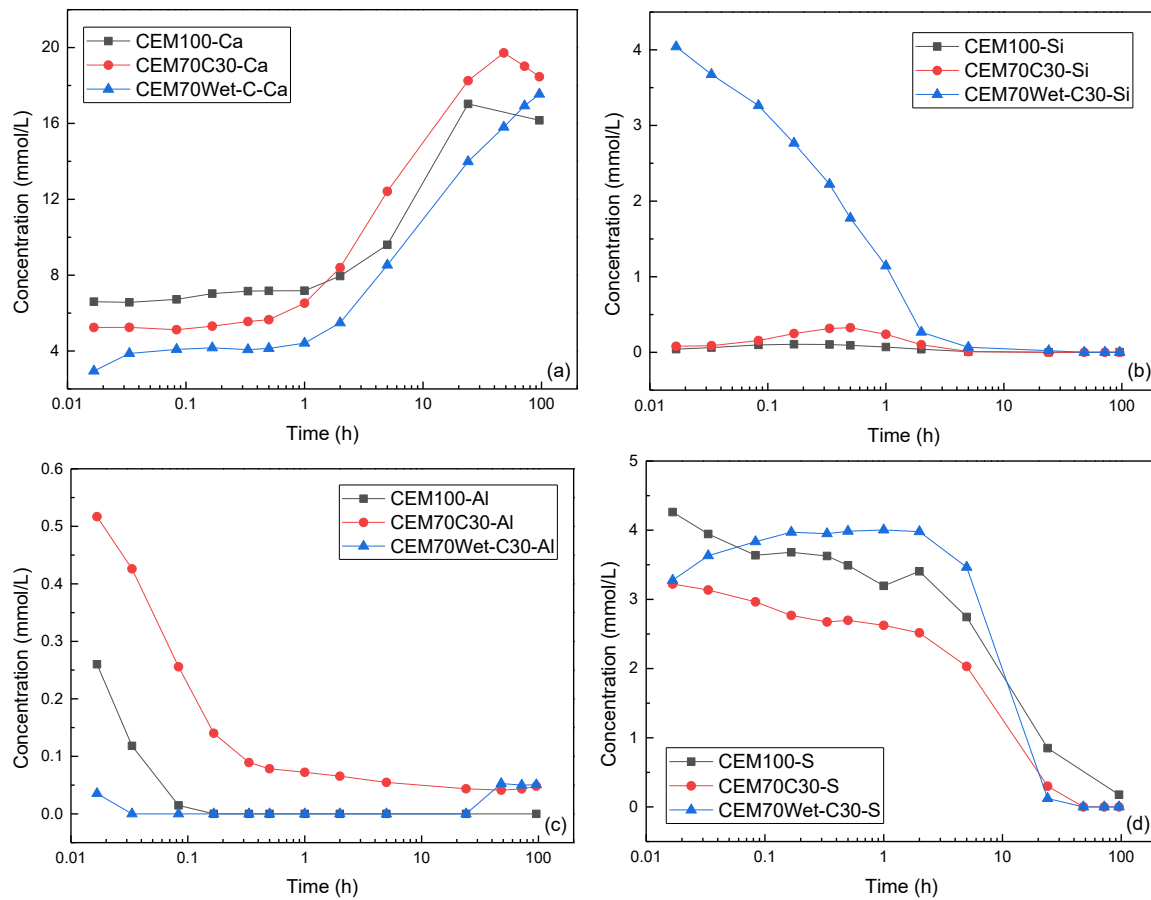 CEM100-Ca
CEM70C30-Ca
CEM70Wet-C-Ca
20
16
12
8
4
Concentration (mmol/L)
0.01 0.1 1 10 100
Time (h)
(a)
CEM100-Si
CEM70C30-Si
CEM70Wet-C30-Si
4
3
2
1
0
Concentration (mmol/L)
0.01 0.1 1 10 100
Time (h)
(b)
CEM100-Al
CEM70C30-Al
CEM70Wet-C30-Al
0.6
0.5
0.4
0.3
0.2
0.1
0.0
Concentration (mmol/L)
0.01 0.1 1 10 100
Time (h)
(c)
CEM100-S
CEM70C30-S
CEM70Wet-C30-S
5
4
3
2
1
0
Concentration (mmol/L)
0.01 0.1 1 10 100
Time (h)
(d)